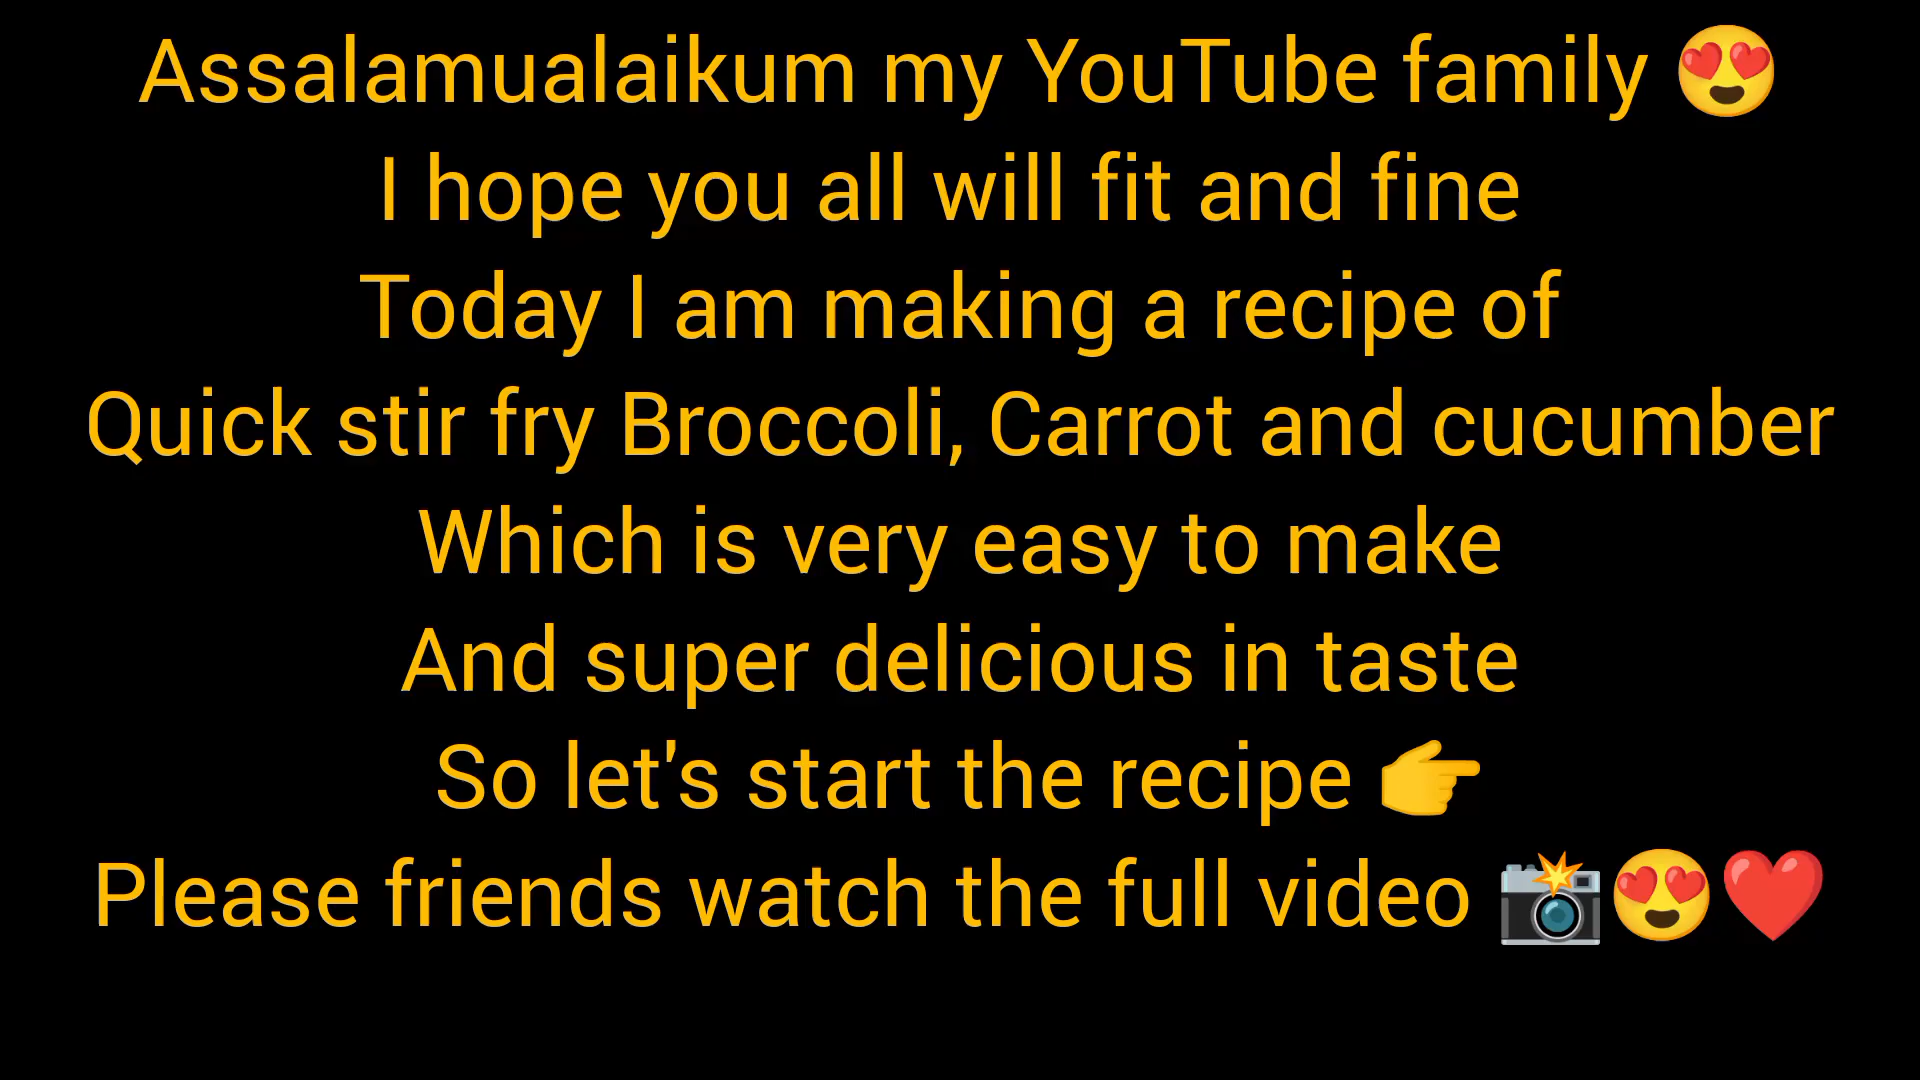 Assalamualaikum my YouTube family 😍
I hope you all will fit and fine
Today I am making a recipe of
Quick stir fry Broccoli, Carrot and cucumber
Which is very easy to make
And super delicious in taste
So let's start the recipe 👉
Please friends watch the full video 📸😍❤️